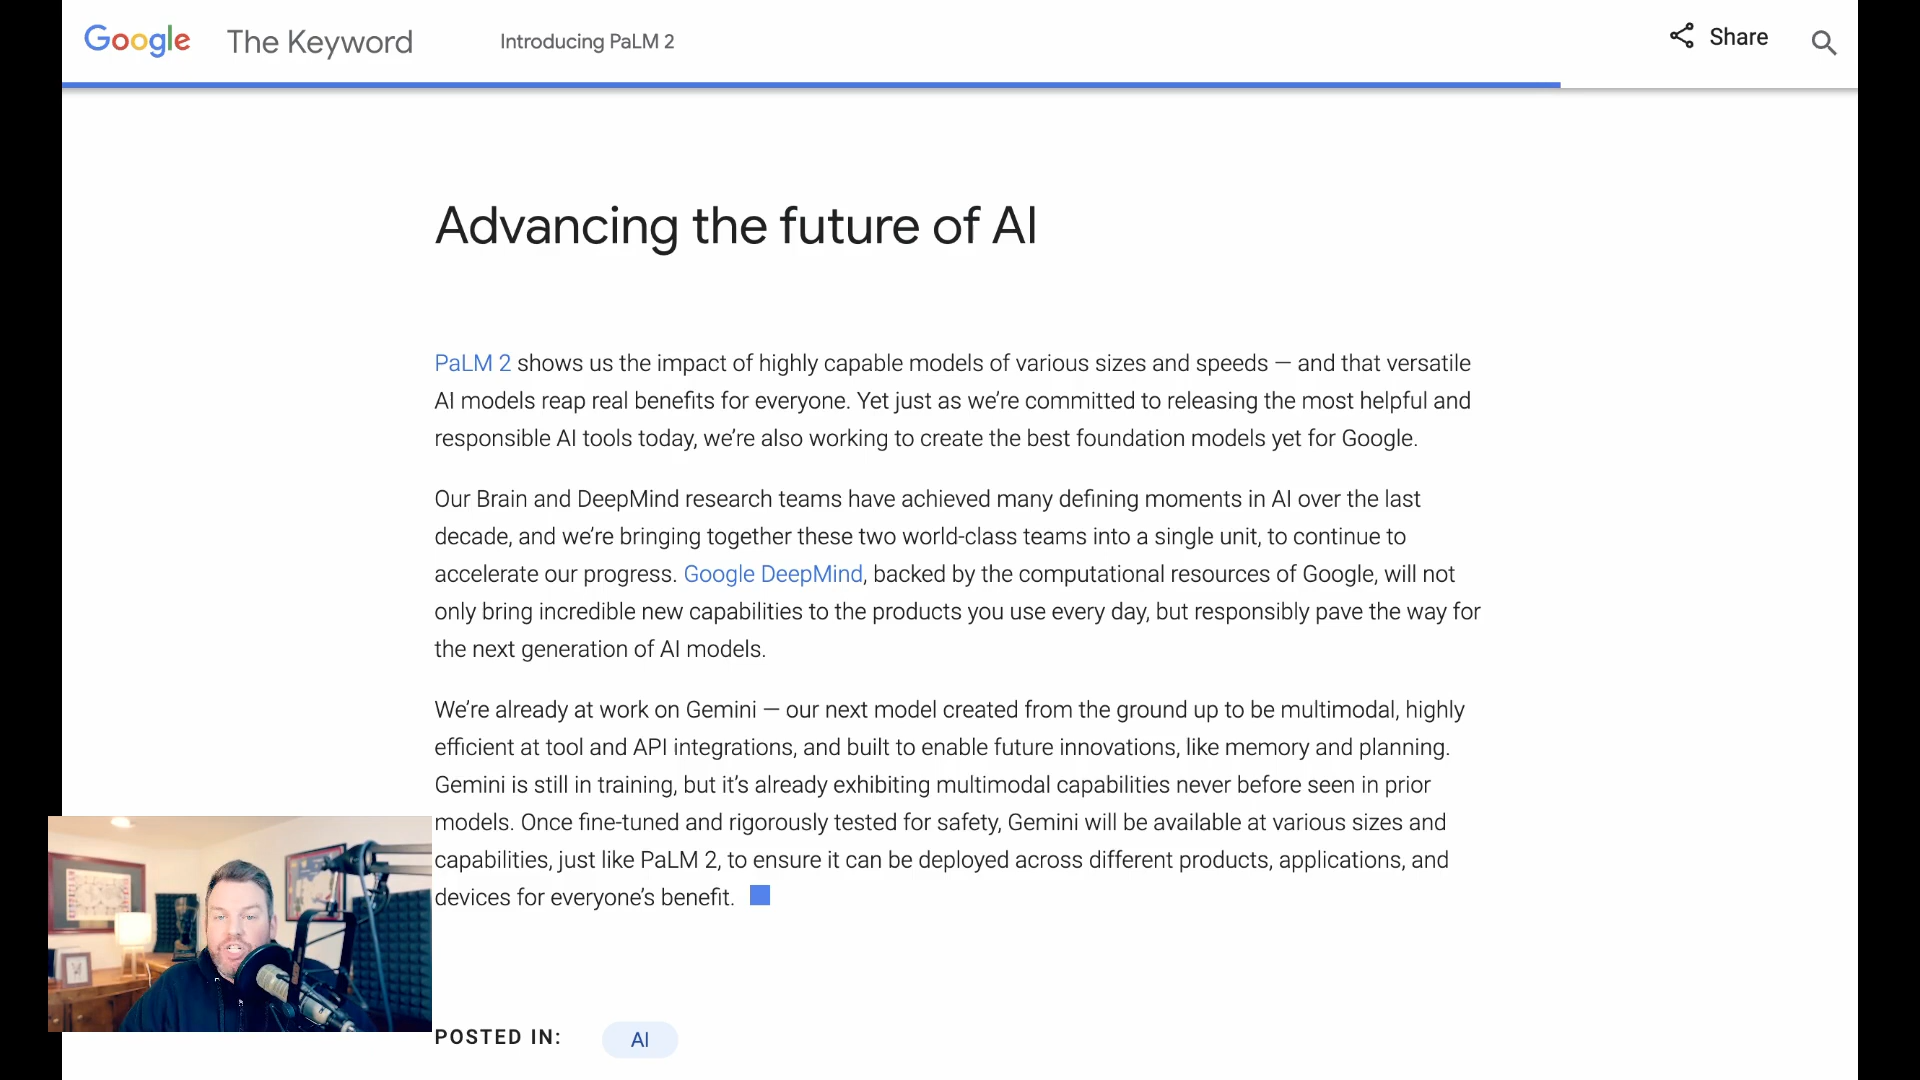 Google The Keyword Introducing PaLM 2 Share
Advancing the future of AI
PaLM 2 shows us the impact of highly capable models of various sizes and speeds — and that versatile
AI models reap real benefits for everyone. Yet just as we’re committed to releasing the most helpful and
responsible AI tools today, we’re also working to create the best foundation models yet for Google.
Our Brain and DeepMind research teams have achieved many defining moments in AI over the last
decade, and we’re bringing together these two world-class teams into a single unit, to continue to
accelerate our progress. Google DeepMind, backed by the computational resources of Google, will not
only bring incredible new capabilities to the products you use every day, but responsibly pave the way for
the next generation of AI models.
We’re already at work on Gemini — our next model created from the ground up to be multimodal, highly
efficient at tool and API integrations, and built to enable future innovations, like memory and planning.
Gemini is still in training, but it’s already exhibiting multimodal capabilities never before seen in prior
models. Once fine-tuned and rigorously tested for safety, Gemini will be available at various sizes and
capabilities, just like PaLM 2, to ensure it can be deployed across different products, applications, and
devices for everyone’s benefit.
POSTED IN: AI